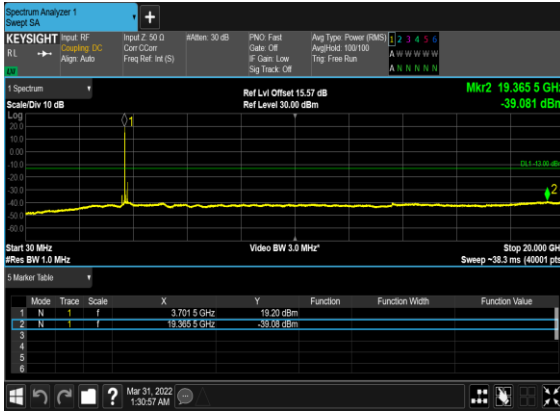 Spectrum Analyzer 1
Swept SA
+
KEYSIGHT Input: RF Input Z: 50 Ω #Atten: 30 dB PNO: Fast Avg Type: Power (RMS) 1 2 3 4 5 6
RL Coupling: DC Corr CCorr Gate: Off Avg|Hold: 100/100 A W W W W W
Align: Auto Freq Ref: Int (S) IF Gain: Low Trig: Free Run
Sig Track: Off A N N N N N
1 Spectrum Ref Lvl Offset 15.57 dB Mkr2 19.365 5 GHz
Scale/Div 10 dB Ref Level 30.00 dBm -39.081 dBm
Log
20.0 1
10.0
0.00
-10.0 DL1 -13.00 dBm
-20.0
-30.0 2
-40.0
-50.0
-60.0
Start 30 MHz Video BW 3.0 MHz* Stop 20.000 GH
#Res BW 1.0 MHz Sweep ~38.3 ms (40001 pts
5 Marker Table
Mode Trace Scale X Y Function Function Width Function Value
1 N 1 f 3.701 5 GHz 19.20 dBm
2 N 1 f 19.365 5 GHz -39.08 dBm
3
4
5
6
? Mar 31, 2022
1:30:57 AM